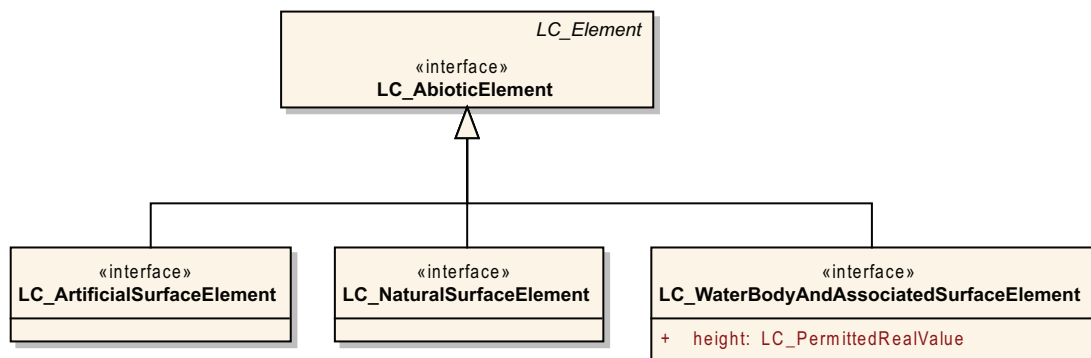 LC_Element
«interface»
LC_AbioticElement
«interface»
LC_ArtificialSurfaceElement
«interface»
LC_NaturalSurfaceElement
«interface»
LC_WaterBodyAndAssociatedSurfaceElement
+ height: LC_PermittedRealValue